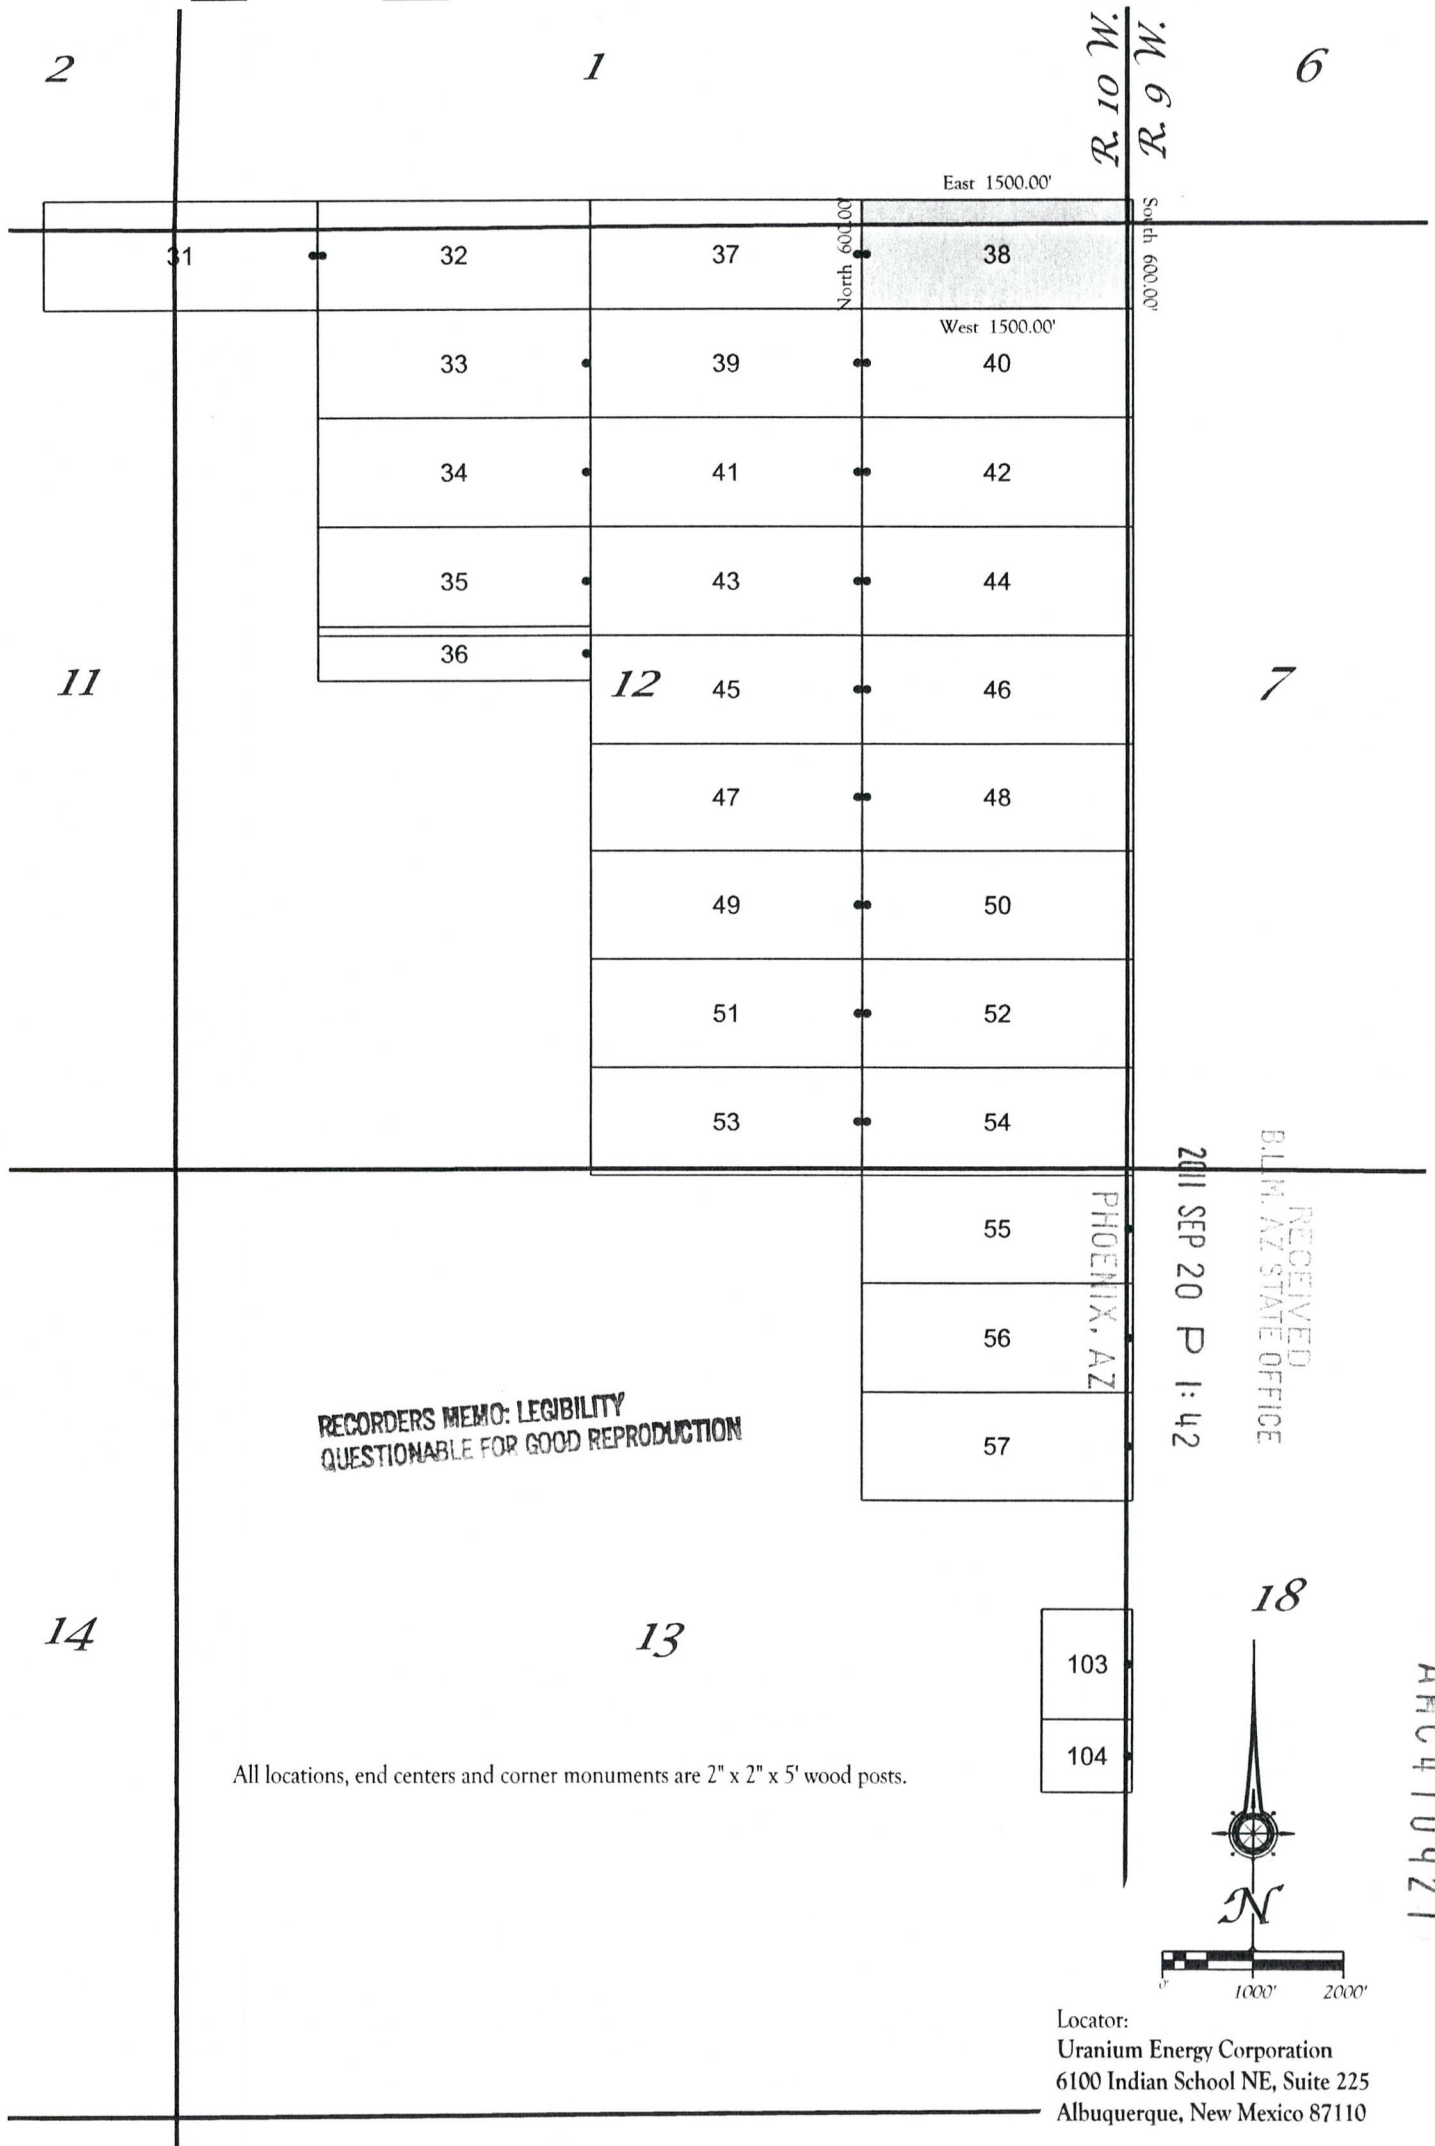 2
1
R. 10 W.
R. 9 W.
6
East 1500.00'
31
32
37
North 600.00'
38
South 600.00'
West 1500.00'
33
39
40
34
41
42
35
43
44
36
11
12
45
46
7
47
48
49
50
51
52
53
54
55
56
57
PHOENIX, AZ
2011 SEP 20 P 1:42
B.L.M. AZ STATE OFFICE
RECEIVED
RECORDERS MEMO: LEGIBILITY
QUESTIONABLE FOR GOOD REPRODUCTION
14
13
18
103
104
All locations, end centers and corner monuments are 2" x 2" x 5' wood posts.
N
0'
1000'
2000'
Locator:
Uranium Energy Corporation
6100 Indian School NE, Suite 225
Albuquerque, New Mexico 87110